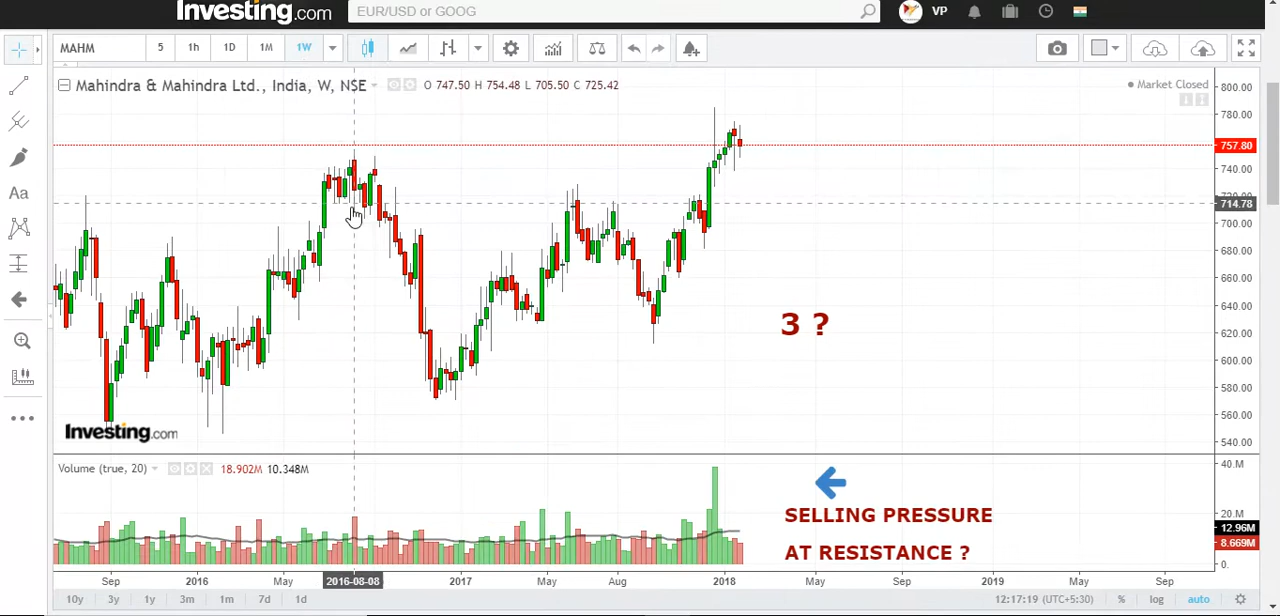 Investing.com
EUR/USD or GOOG
VP
MAHM
5 1h 1D 1M 1W
Mahindra & Mahindra Ltd., India, W, NSE O 747.50 H 754.48 L 705.50 C 725.42
Market Closed
800.00
780.00
757.80
740.00
720.00
714.78
700.00
680.00
660.00
640.00
620.00
600.00
580.00
560.00
540.00
Aa
3 ?
Investing.com
Volume (true, 20) 18.902M 10.348M
40.M
20.M
12.96M
8.669M
0.
SELLING PRESSURE
AT RESISTANCE ?
Sep 2016 May 2016-08-08 2017 May Aug 2018 May Sep 2019 May Sep
10y 3y 1y 3m 1m 7d 1d 12:17:19 (UTC+5:30) % log auto